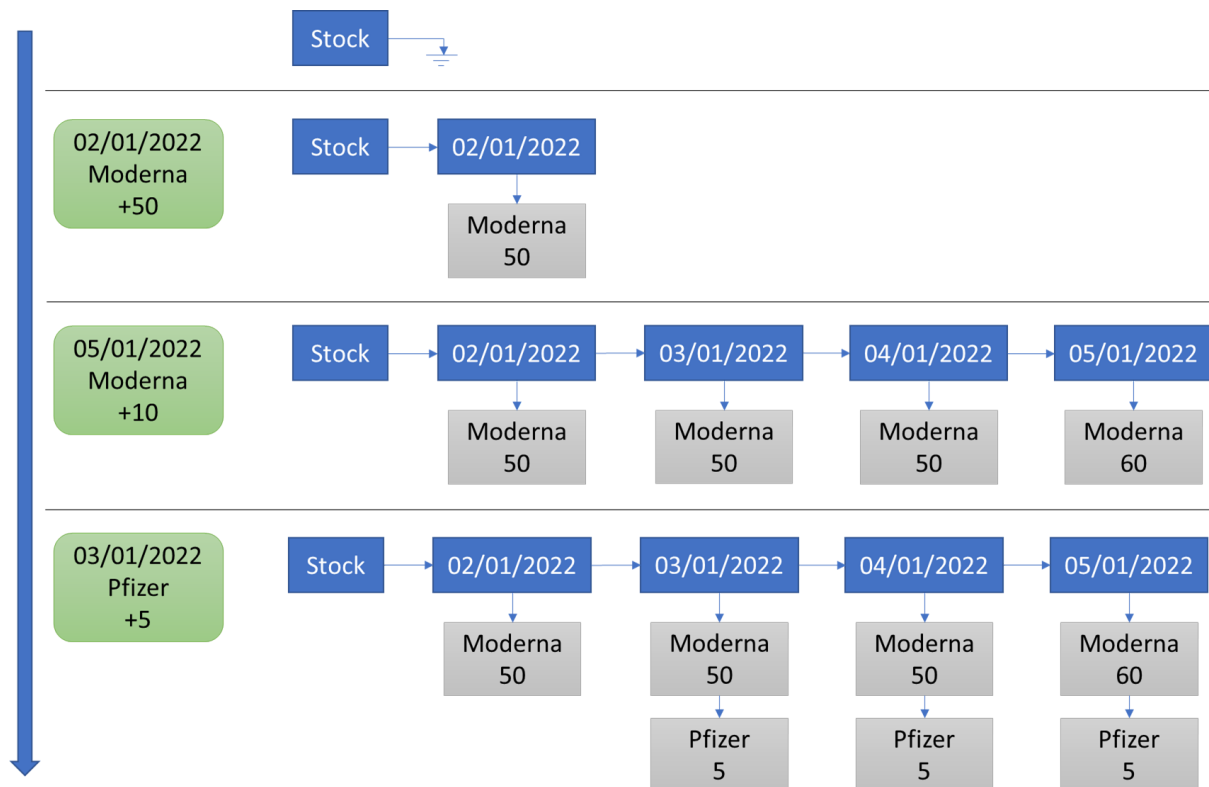 Stock
02/01/2022
Moderna
+50
Stock
02/01/2022
Moderna
50
05/01/2022
Moderna
+10
Stock
02/01/2022
03/01/2022
04/01/2022
05/01/2022
Moderna
50
Moderna
50
Moderna
50
Moderna
60
03/01/2022
Pfizer
+5
Stock
02/01/2022
03/01/2022
04/01/2022
05/01/2022
Moderna
50
Moderna
50
Moderna
50
Moderna
60
Pfizer
5
Pfizer
5
Pfizer
5